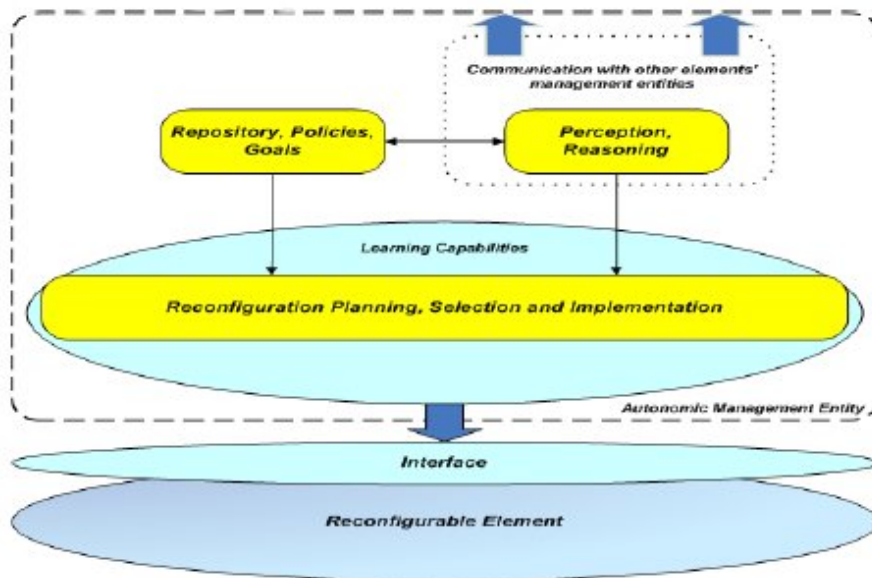 Communication with other elements'
management entities
Repository, Policies,
Goals
Perception,
Reasoning
Learning Capabilities
Reconfiguration Planning, Selection and Implementation
Autonomic Management Entity
Interface
Reconfigurable Element